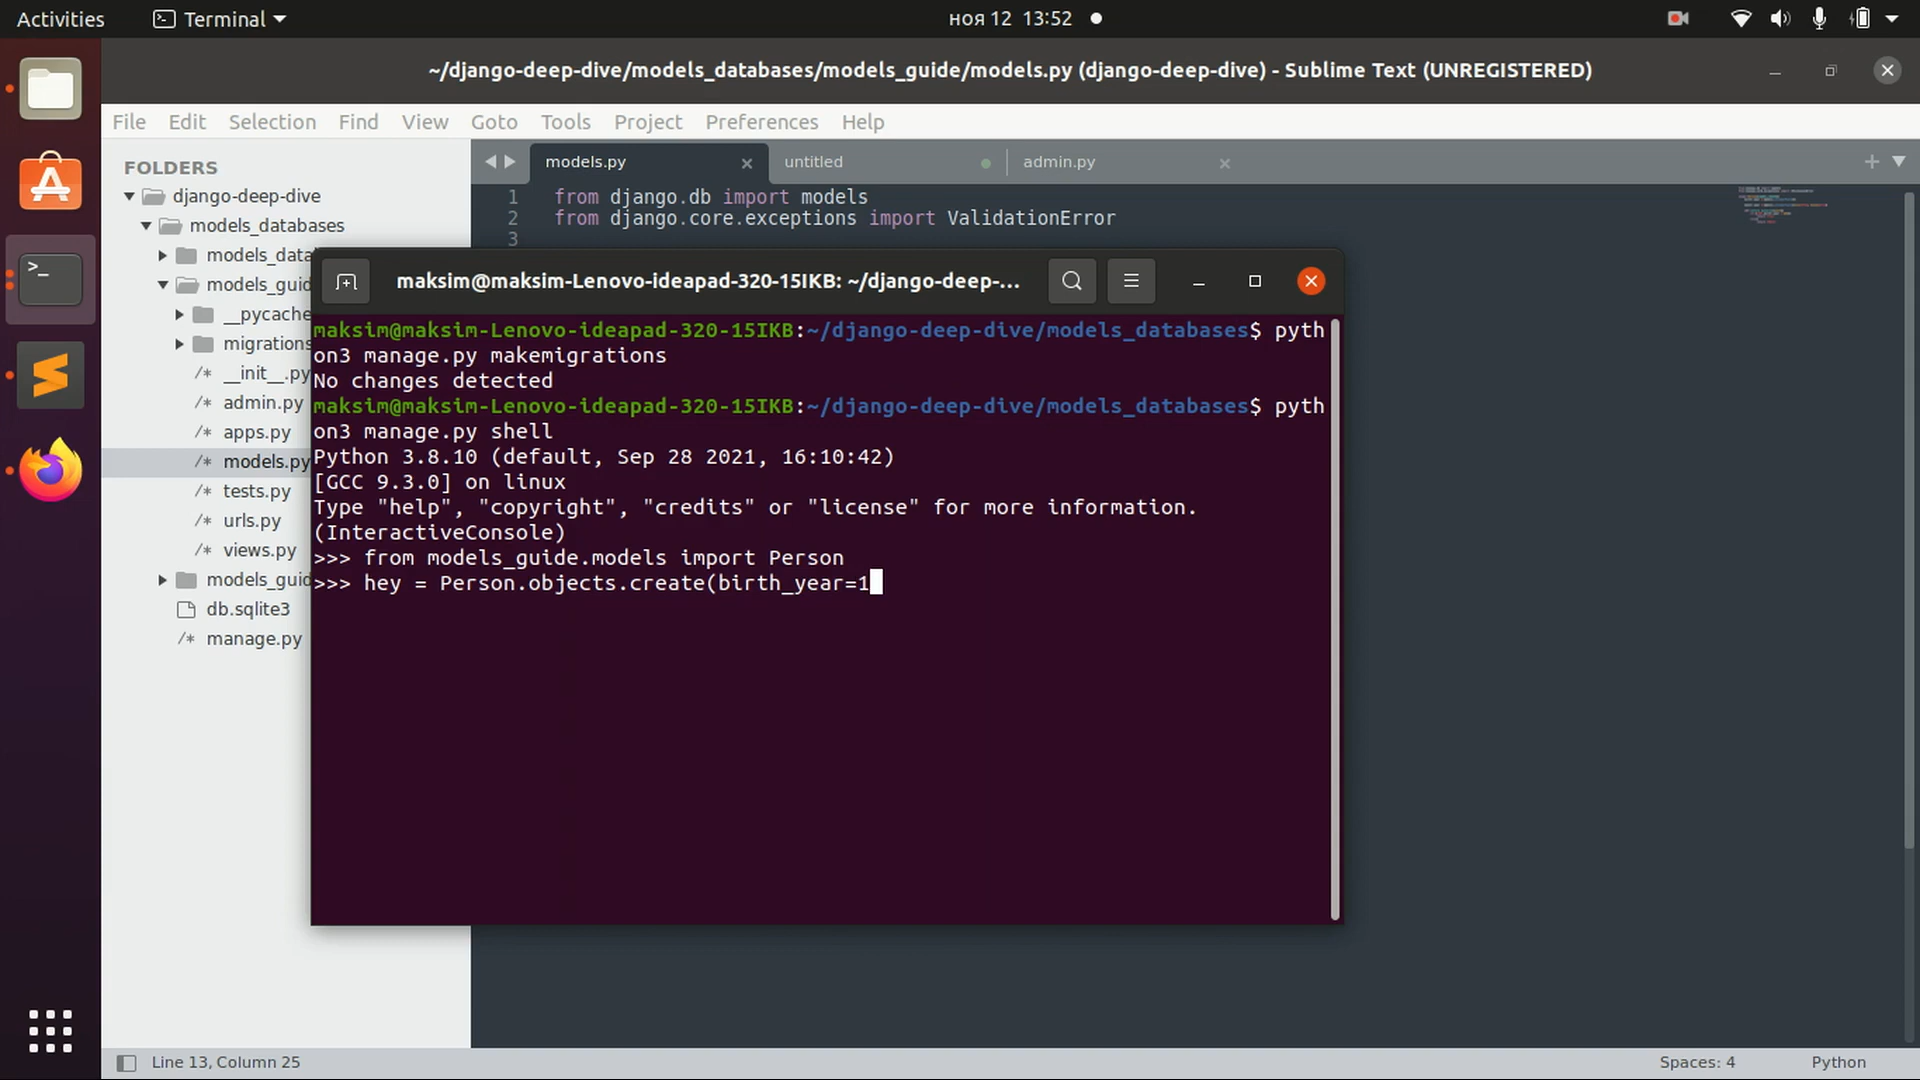 Activities
Terminal
ноя 12 13:52
~/django-deep-dive/models_databases/models_guide/models.py (django-deep-dive) - Sublime Text (UNREGISTERED)
File Edit Selection Find View Goto Tools Project Preferences Help
FOLDERS
django-deep-dive
models_databases
models_data
models_guid
__pycache
migrations
__init__.py
admin.py
apps.py
models.py
tests.py
urls.py
views.py
models_guid
db.sqlite3
manage.py
models.py
untitled
admin.py
1 from django.db import models
2 from django.core.exceptions import ValidationError
3
maksim@maksim-Lenovo-ideapad-320-15IKB: ~/django-deep-...
maksim@maksim-Lenovo-ideapad-320-15IKB:~/django-deep-dive/models_databases$ pyth
on3 manage.py makemigrations
No changes detected
maksim@maksim-Lenovo-ideapad-320-15IKB:~/django-deep-dive/models_databases$ pyth
on3 manage.py shell
Python 3.8.10 (default, Sep 28 2021, 16:10:42)
[GCC 9.3.0] on linux
Type "help", "copyright", "credits" or "license" for more information.
(InteractiveConsole)
>>> from models_guide.models import Person
>>> hey = Person.objects.create(birth_year=1
Line 13, Column 25
Spaces: 4
Python